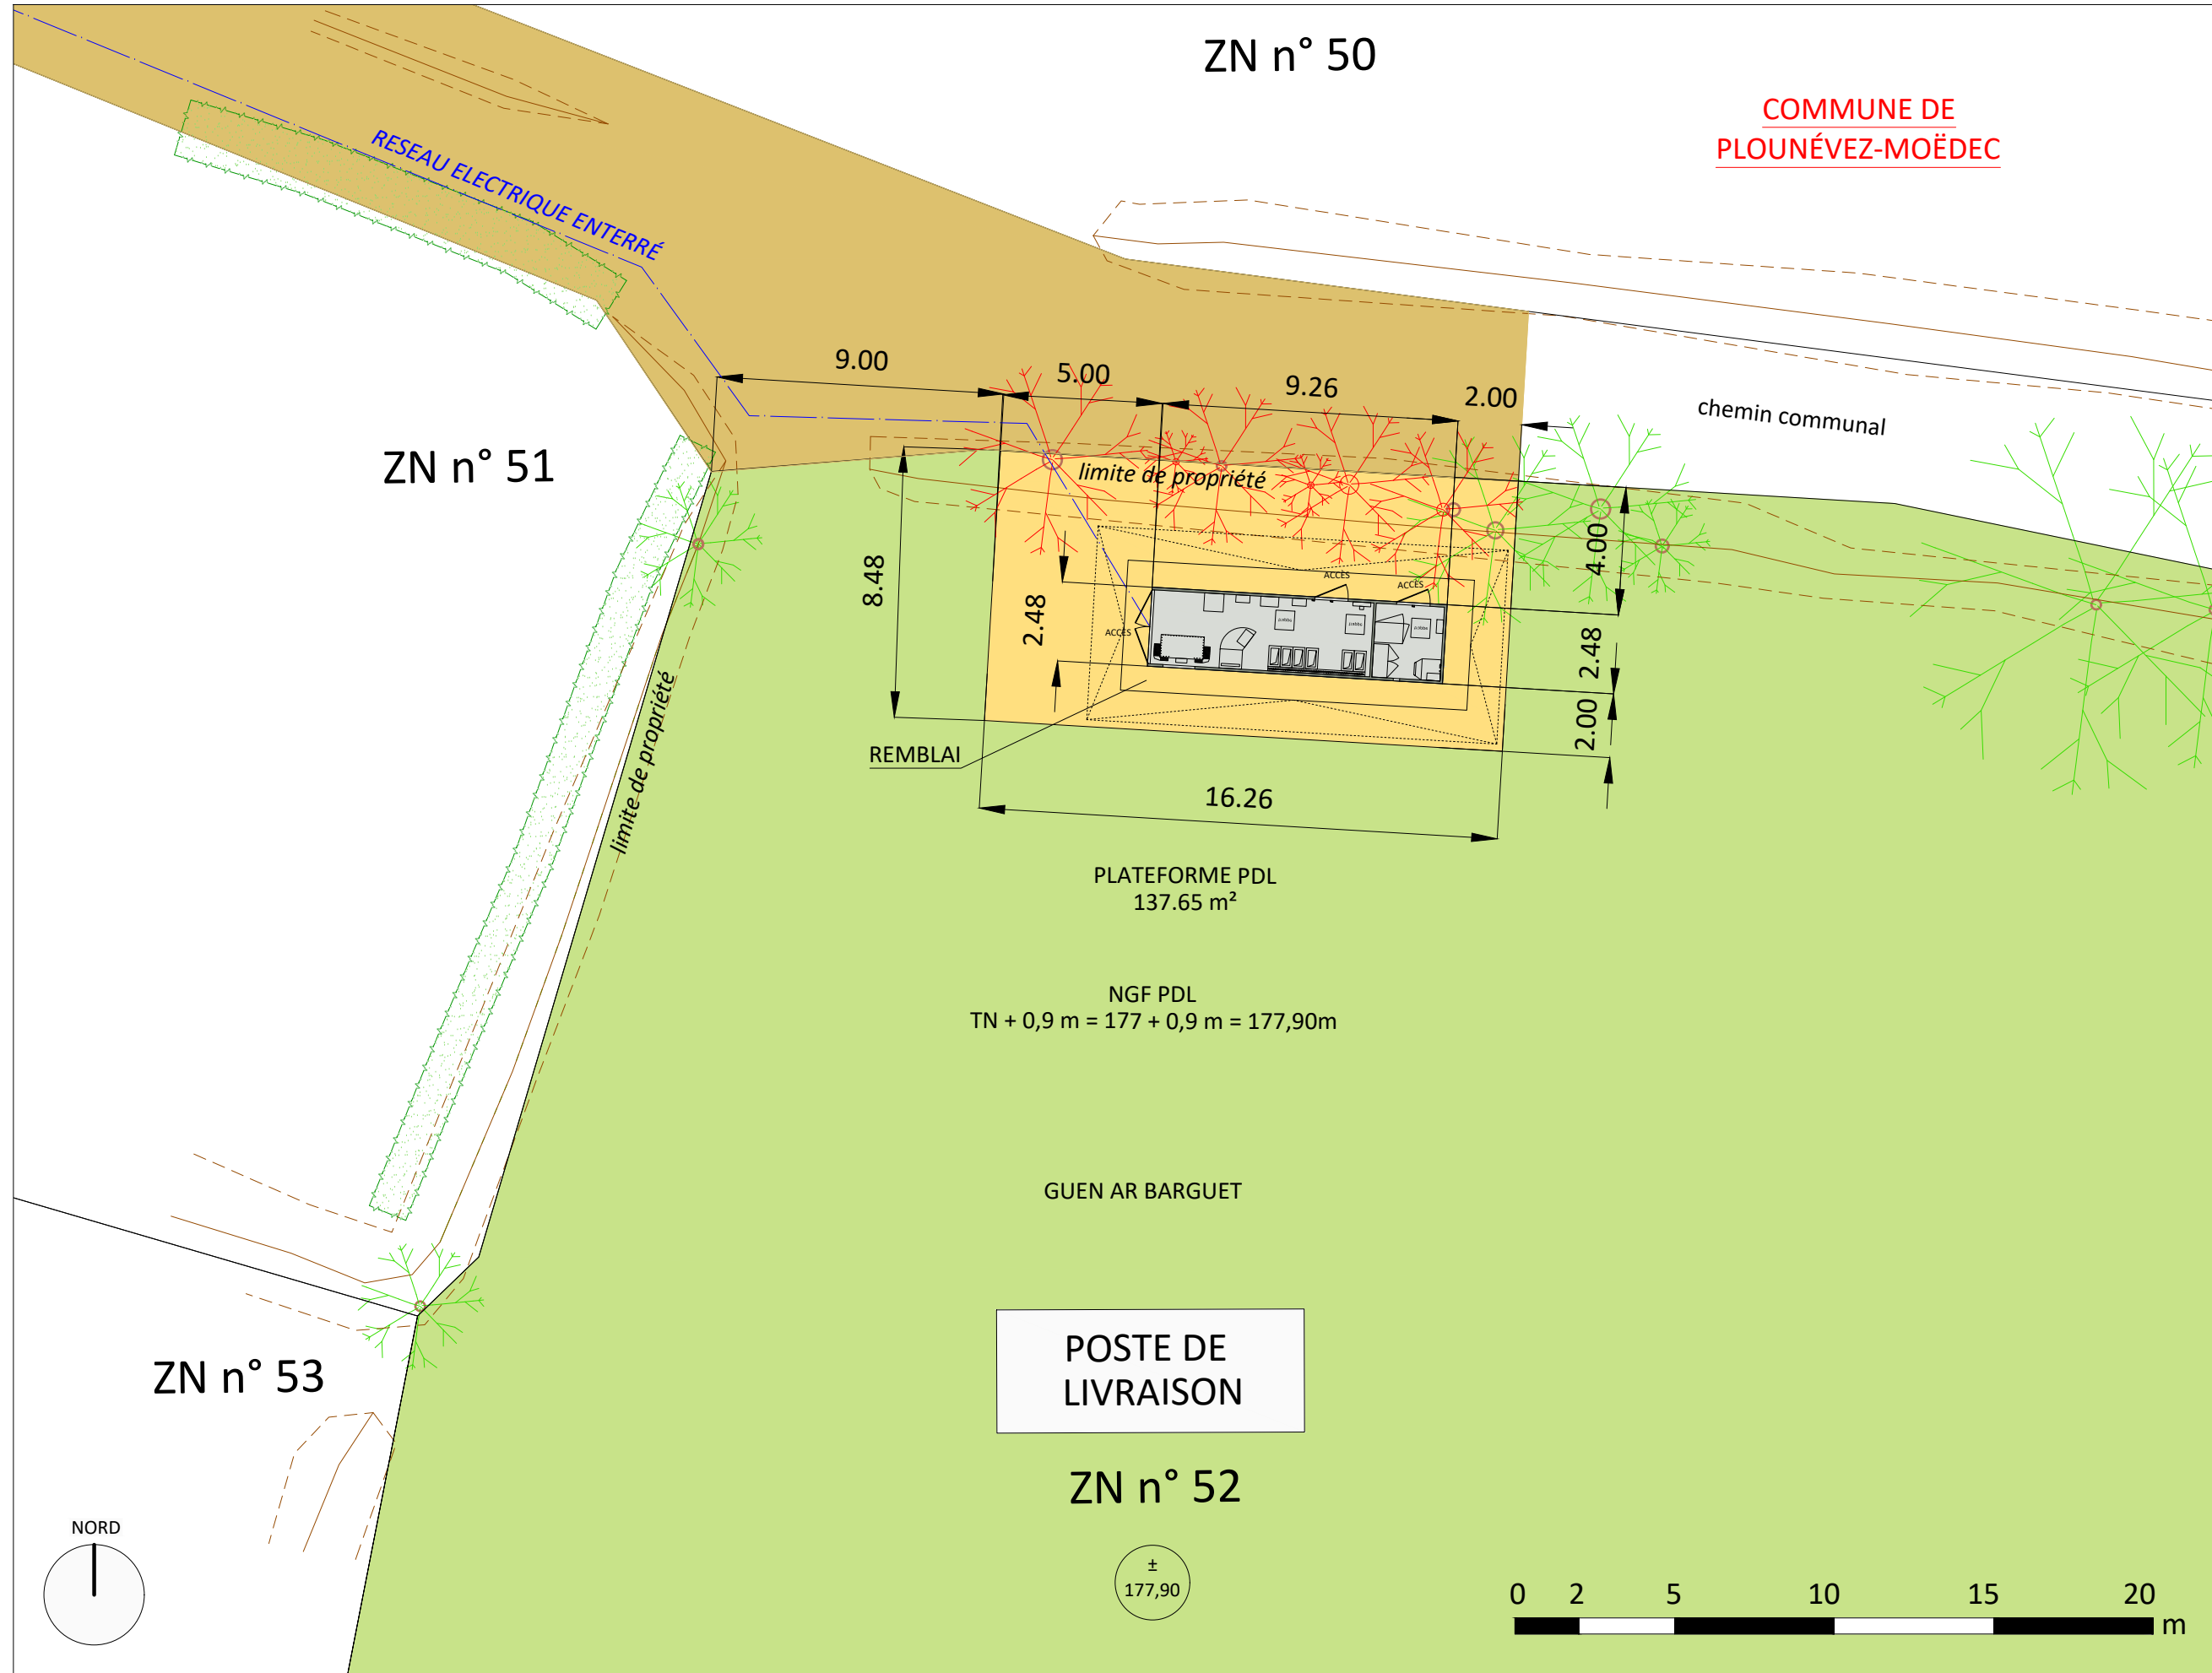 ZN n° 50
COMMUNE DE
PLOUNÉVEZ-MOËDEC
RESEAU ELECTRIQUE ENTERRÉ
9.00
5.00
9.26
2.00
chemin communal
ZN n° 51
limite de propriété
8.48
2.48
4.00
2.48
2.00
ACCÈS
ACCÈS
ACCÈS
limite de propriété
REMBLAI
16.26
PLATEFORME PDL
137.65 m²
NGF PDL
TN + 0,9 m = 177 + 0,9 m = 177,90m
GUEN AR BARGUET
POSTE DE
LIVRAISON
ZN n° 53
ZN n° 52
NORD
±
177,90
0 2 5 10 15 20
m